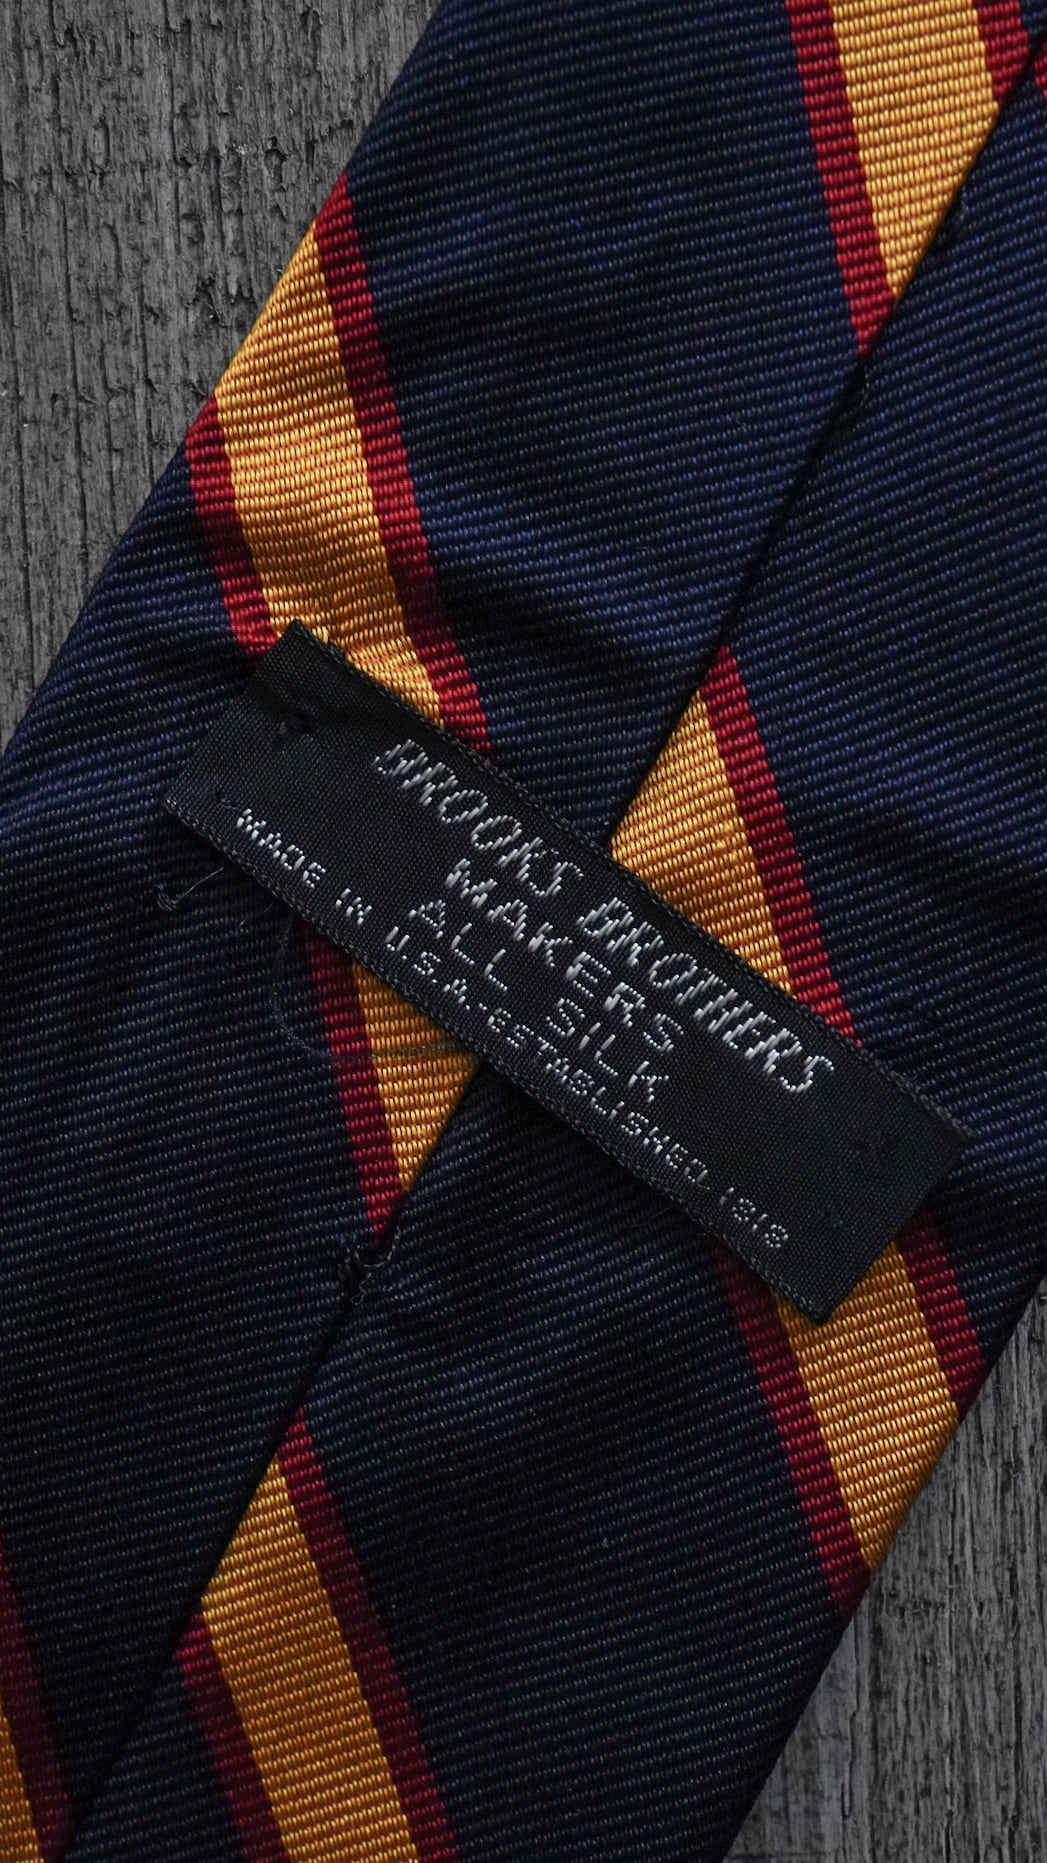 BROOKS BROTHERS
MAKERS
ALL SILK
MADE IN U.S.A. ESTABLISHED 1818